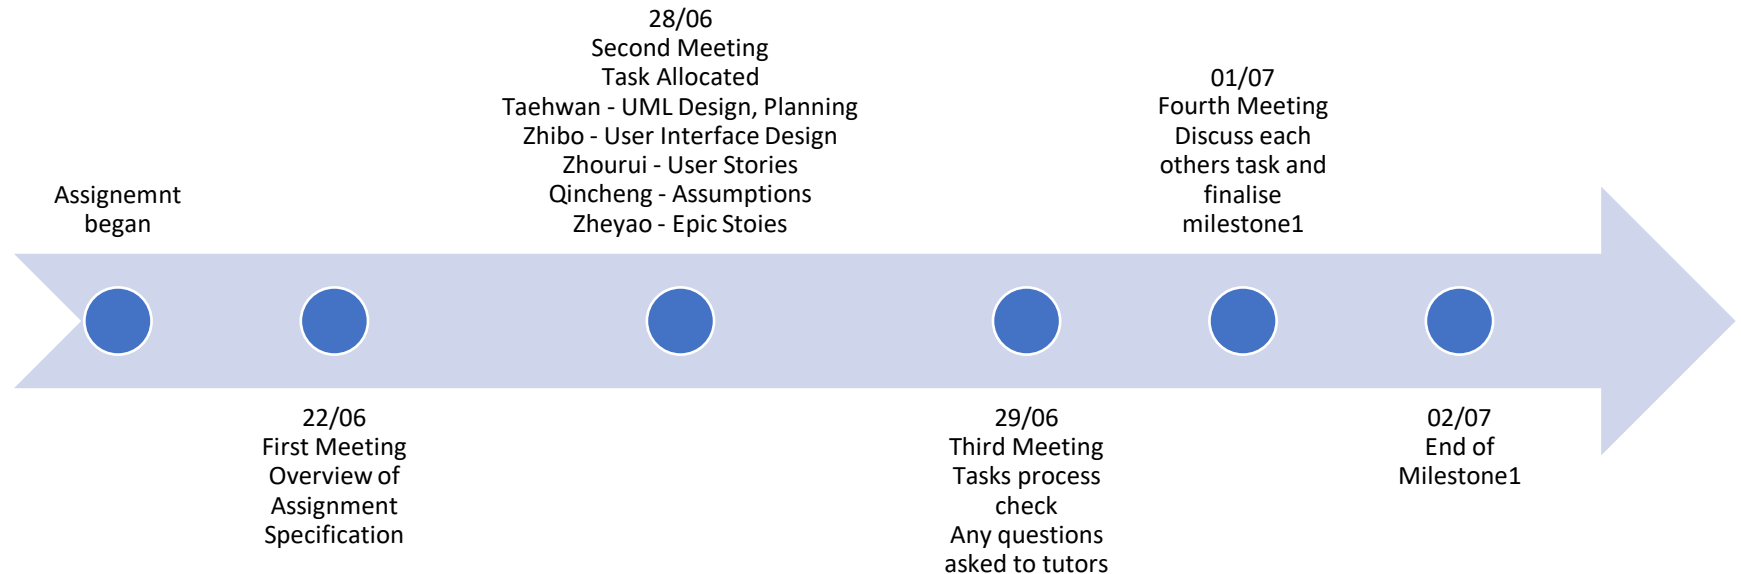 Assignemnt
began
22/06
First Meeting
Overview of
Assignment
Specification
28/06
Second Meeting
Task Allocated
Taehwan - UML Design, Planning
Zhibo - User Interface Design
Zhourui - User Stories
Qincheng - Assumptions
Zheyao - Epic Stoies
29/06
Third Meeting
Tasks process
check
Any questions
asked to tutors
01/07
Fourth Meeting
Discuss each
others task and
finalise
milestone1
02/07
End of
Milestone1